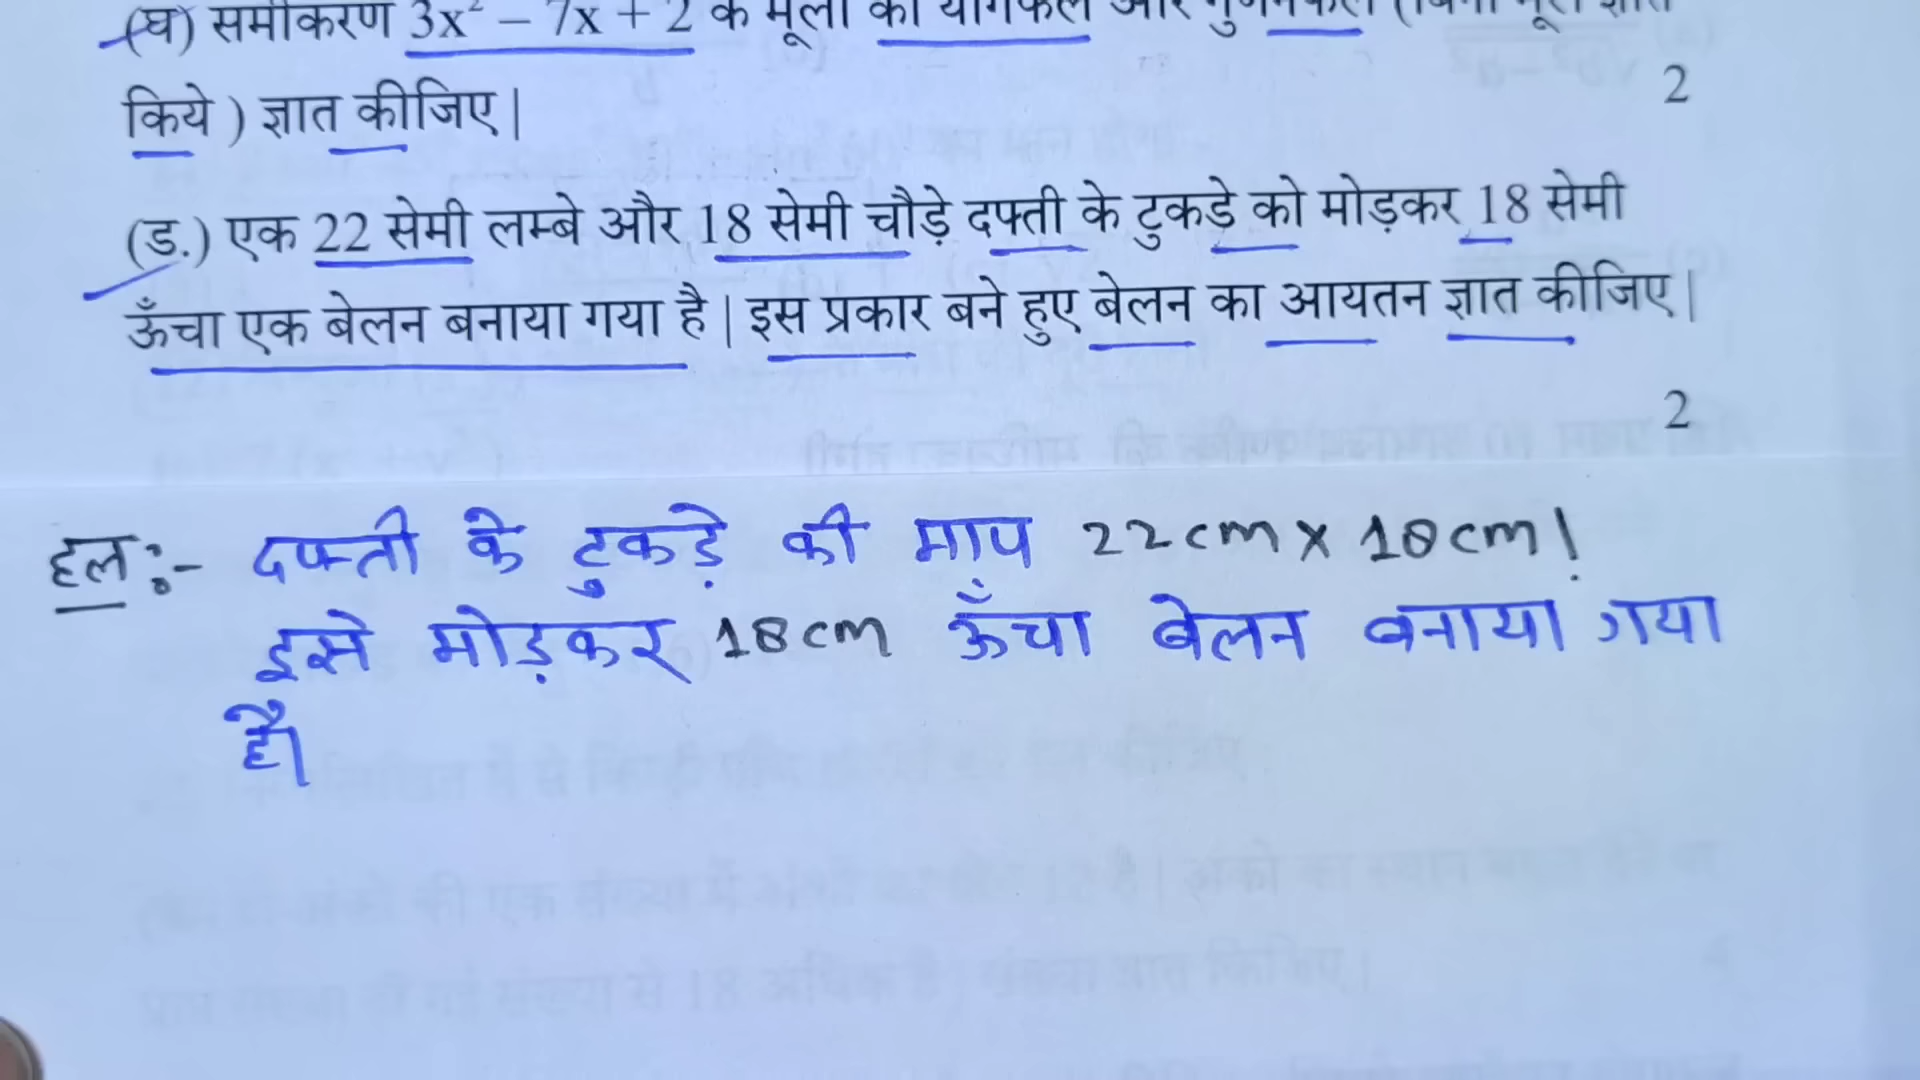 (घ) समीकरण 3x² – 7x + 2 के मूलों का योगफल और गुणनफल (बिना मूल ज्ञात
किये ) ज्ञात कीजिए|
2
(ड.) एक 22 सेमी लम्बे और 18 सेमी चौड़े दफ्ती के टुकड़े को मोड़कर 18 सेमी
ऊँचा एक बेलन बनाया गया है | इस प्रकार बने हुए बेलन का आयतन ज्ञात कीजिए|
2
हल:- दफ्ती के टुकड़े की माप 22cm x 18cm।
इसे मोड़कर 18cm ऊँचा बेलन बनाया गया
है।